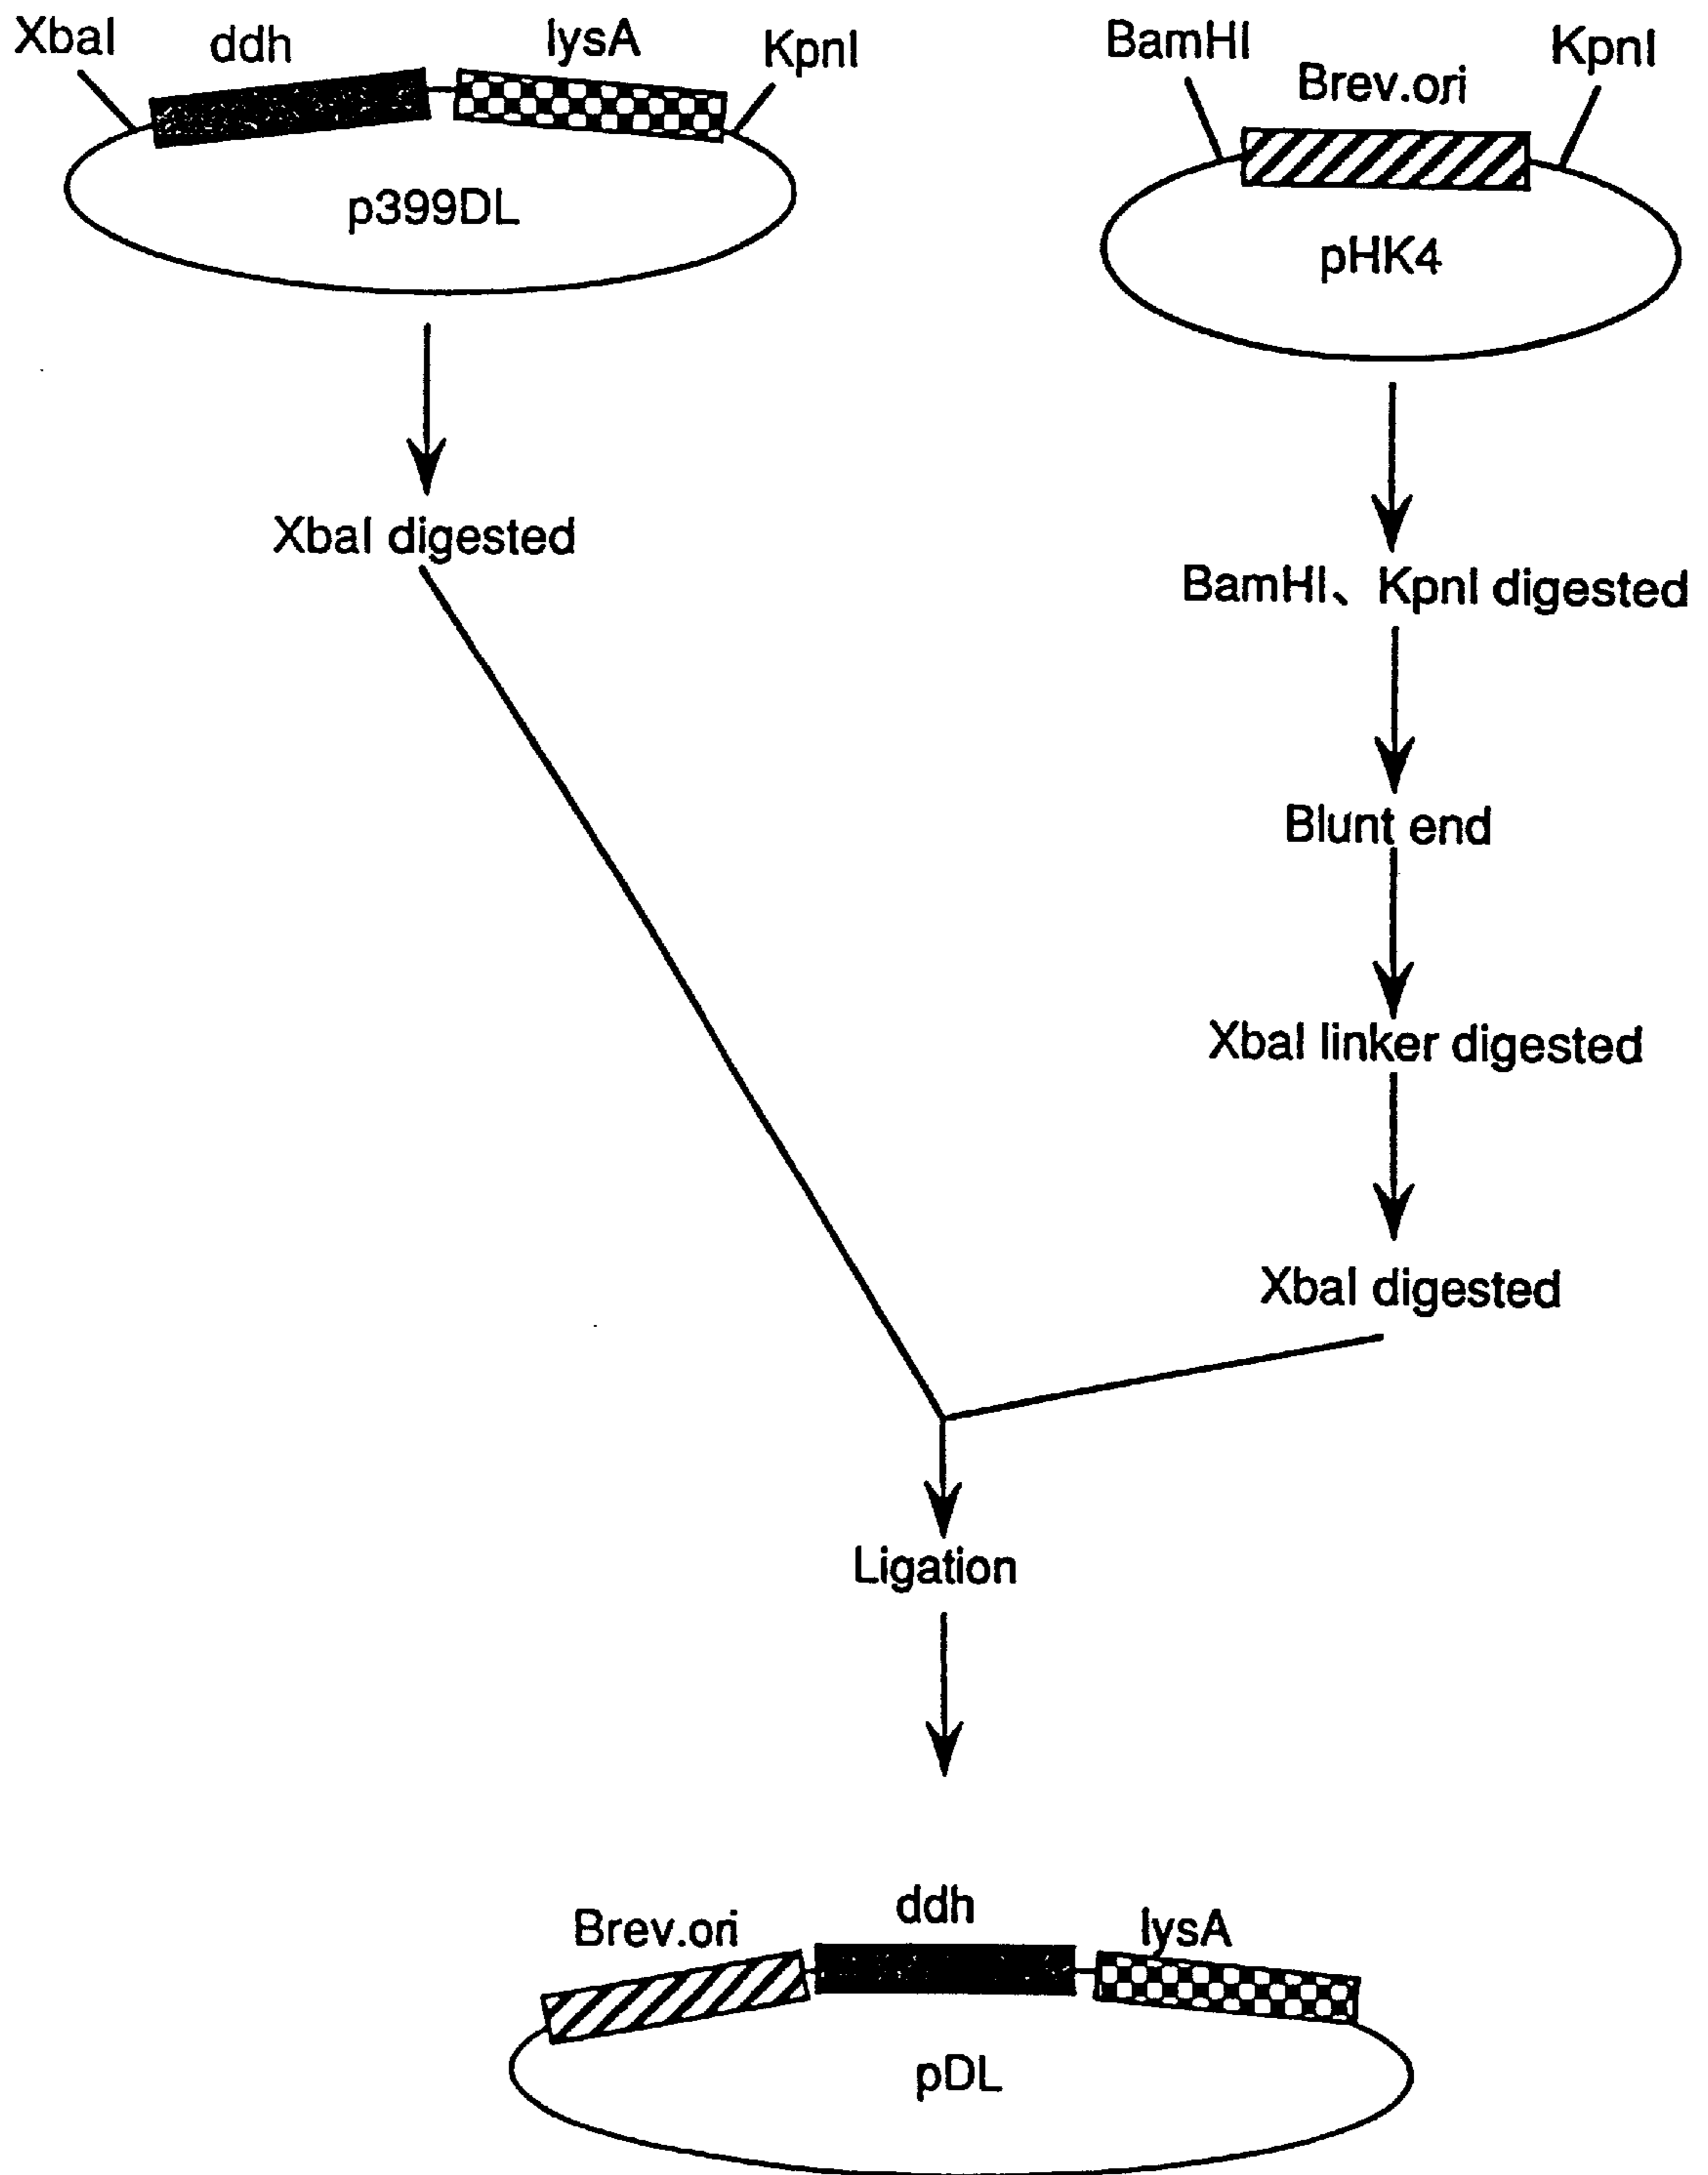 XbaI
ddh
lysA
KpnI
p399DL
BamHI
Brev.ori
KpnI
pHK4
XbaI digested
BamHI、KpnI digested
Blunt end
XbaI linker digested
XbaI digested
Ligation
Brev.ori
ddh
lysA
pDL